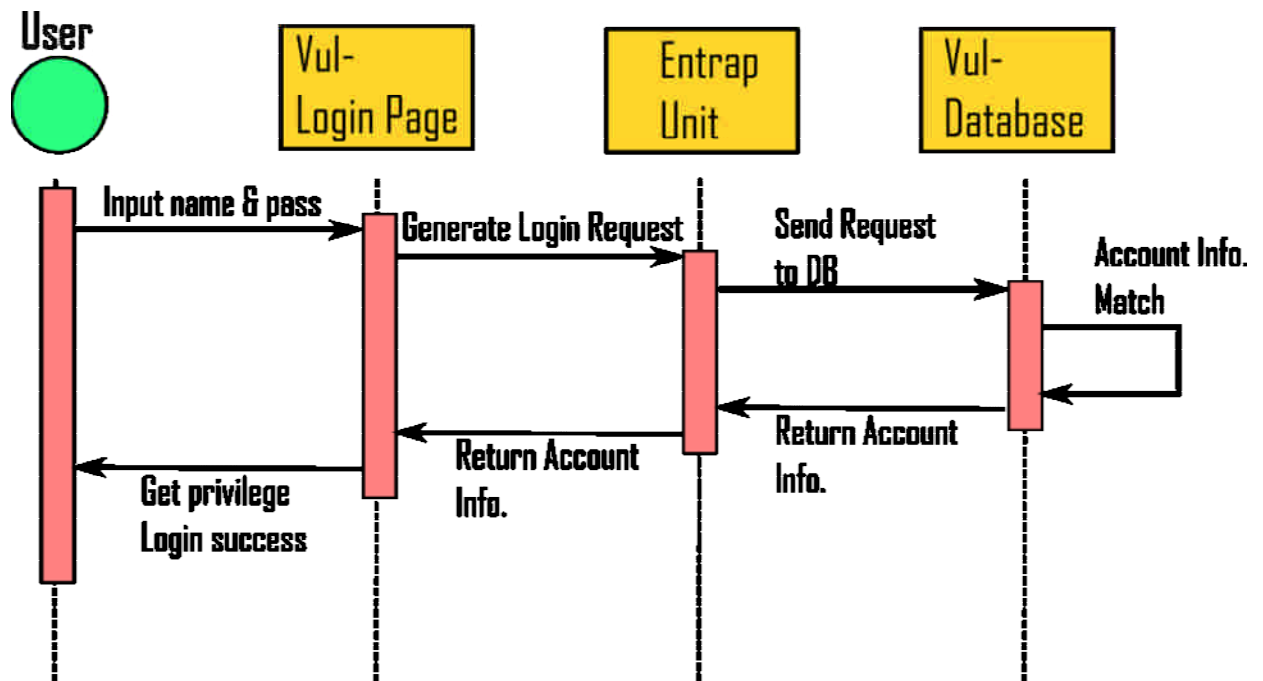 User
Vul-
Login Page
Entrap
Unit
Vul-
Database
Input name & pass
Generate Login Request
Send Request
to DB
Account Info.
Match
Return Account
Info.
Return Account
Info.
Get privilege
Login success